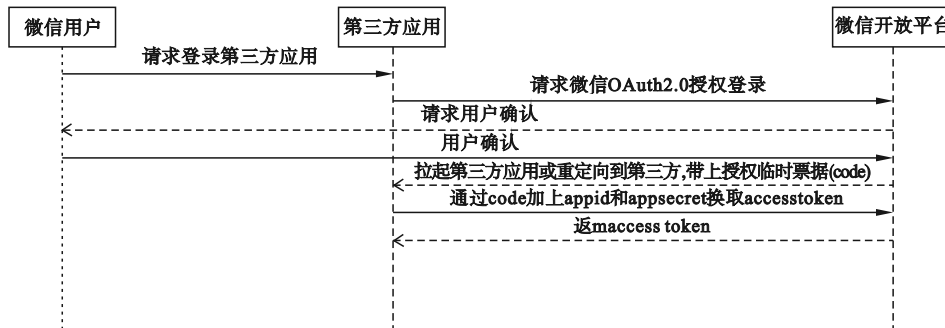 微信用户
第三方应用
微信开放平台
请求登录第三方应用
请求微信OAuth2.0授权登录
请求用户确认
用户确认
拉起第三方应用或重定向到第三方,带上授权临时票据(code)
通过code加上appid和appsecret换取accesstoken
返maccess token